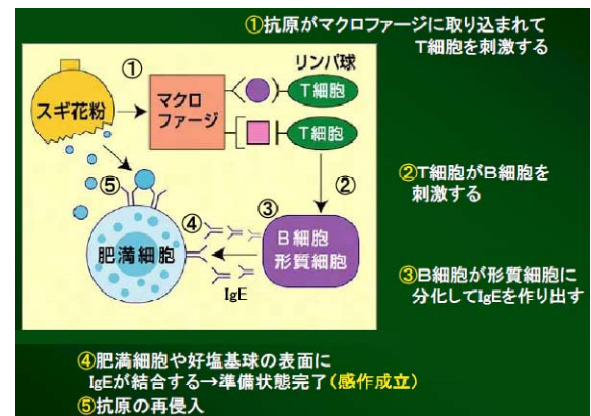 ①抗原がマクロファージに取り込まれて
T細胞を刺激する
①
リンパ球
スギ花粉
マクロ
ファージ
T細胞
T細胞
②T細胞がB細胞を
刺激する
⑤
②
④
③
肥満細胞
B細胞
形質細胞
IgE
③B細胞が形質細胞に
分化してIgEを作り出す
④肥満細胞や好塩基球の表面に
IgEが結合する→準備状態完了(感作成立)
⑤抗原の再侵入